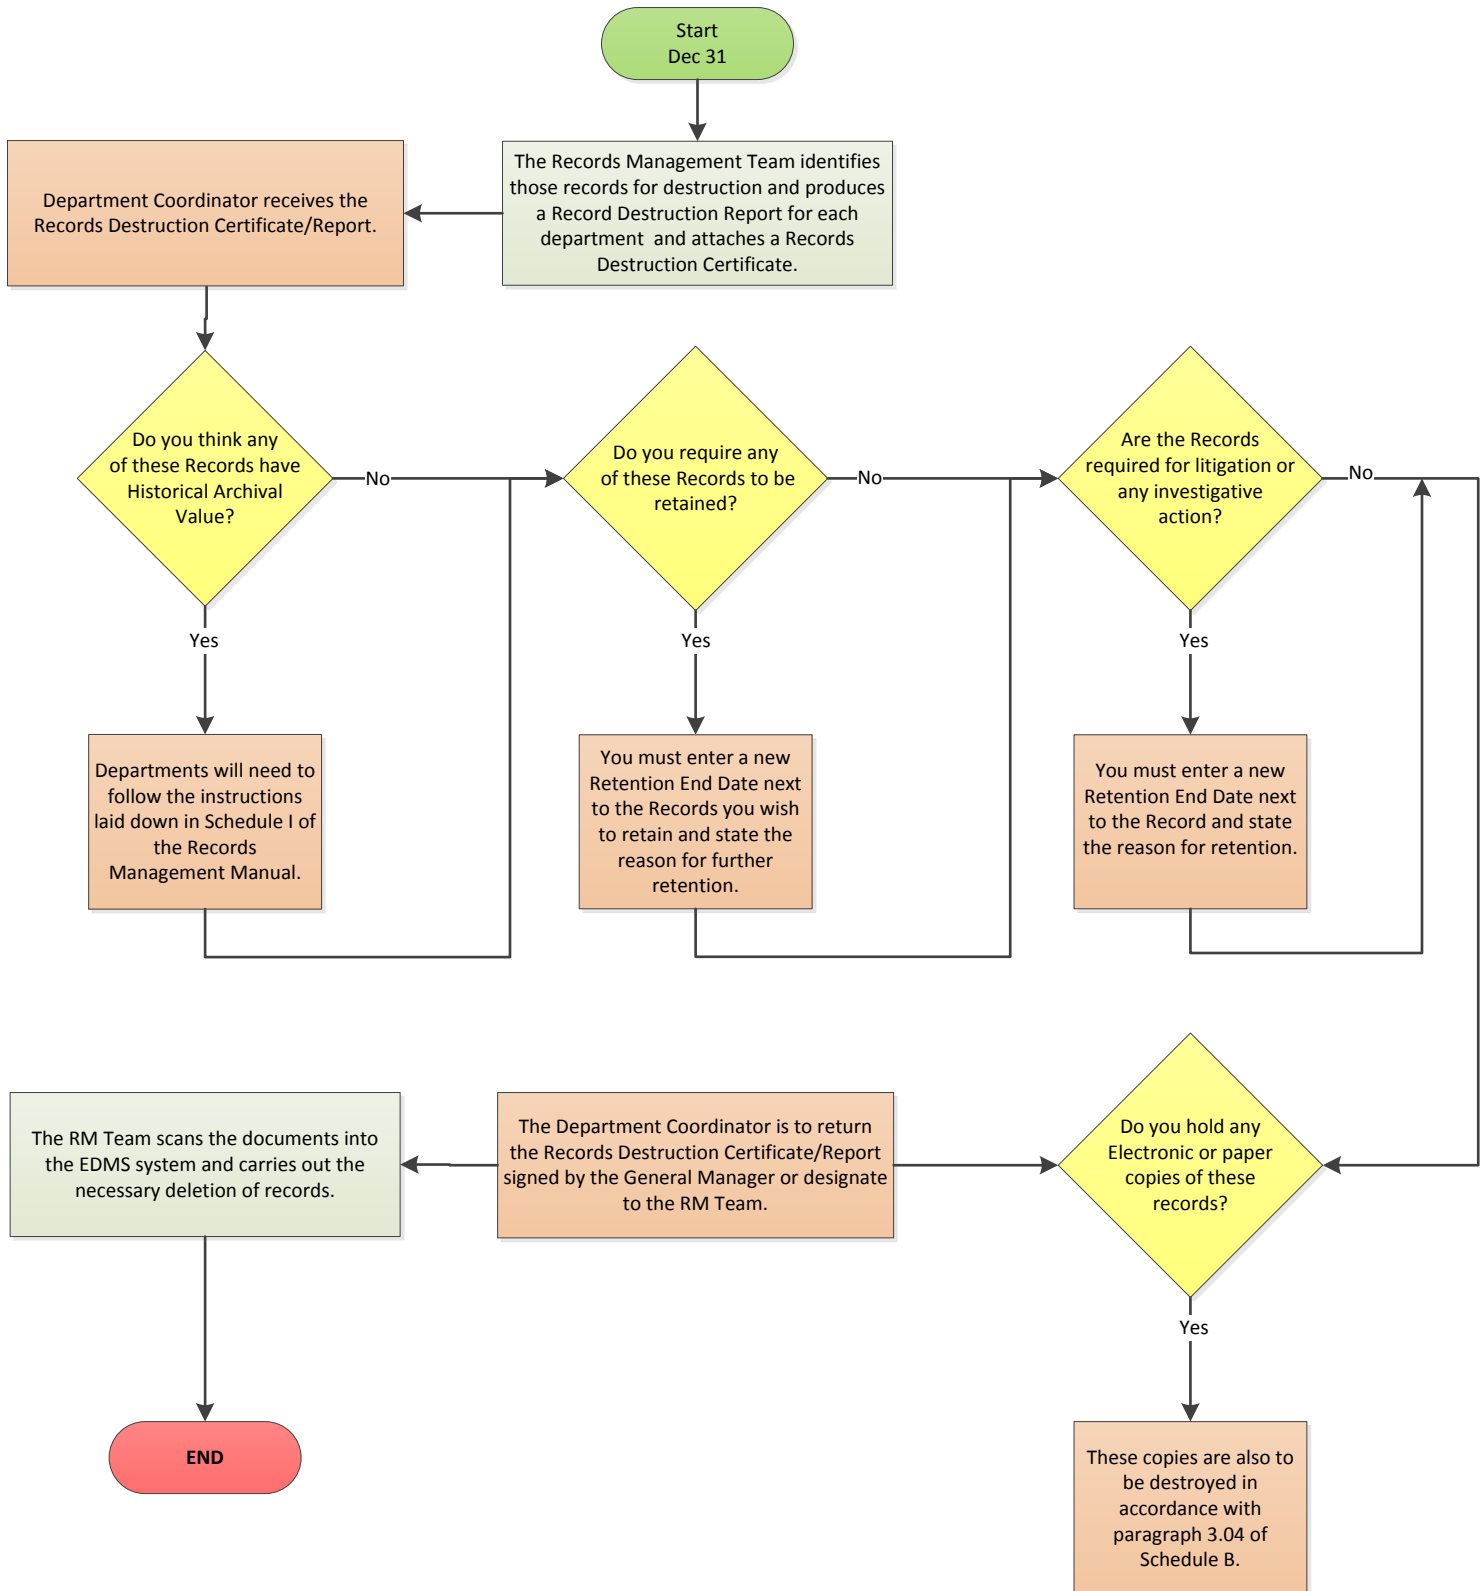 Start
Dec 31
The Records Management Team identifies
those records for destruction and produces
a Record Destruction Report for each
department and attaches a Records
Destruction Certificate.
Department Coordinator receives the
Records Destruction Certificate/Report.
Do you think any
of these Records have
Historical Archival
Value?
No
Yes
Departments will need to
follow the instructions
laid down in Schedule I of
the Records
Management Manual.
Do you require any
of these Records to be
retained?
No
Yes
You must enter a new
Retention End Date next
to the Records you wish
to retain and state the
reason for further
retention.
Are the Records
required for litigation or
any investigative
action?
No
Yes
You must enter a new
Retention End Date next
to the Record and state
the reason for retention.
Do you hold any
Electronic or paper
copies of these
records?
Yes
These copies are also to
be destroyed in
accordance with
paragraph 3.04 of
Schedule B.
The Department Coordinator is to return
the Records Destruction Certificate/Report
signed by the General Manager or designate
to the RM Team.
The RM Team scans the documents into
the EDMS system and carries out the
necessary deletion of records.
END